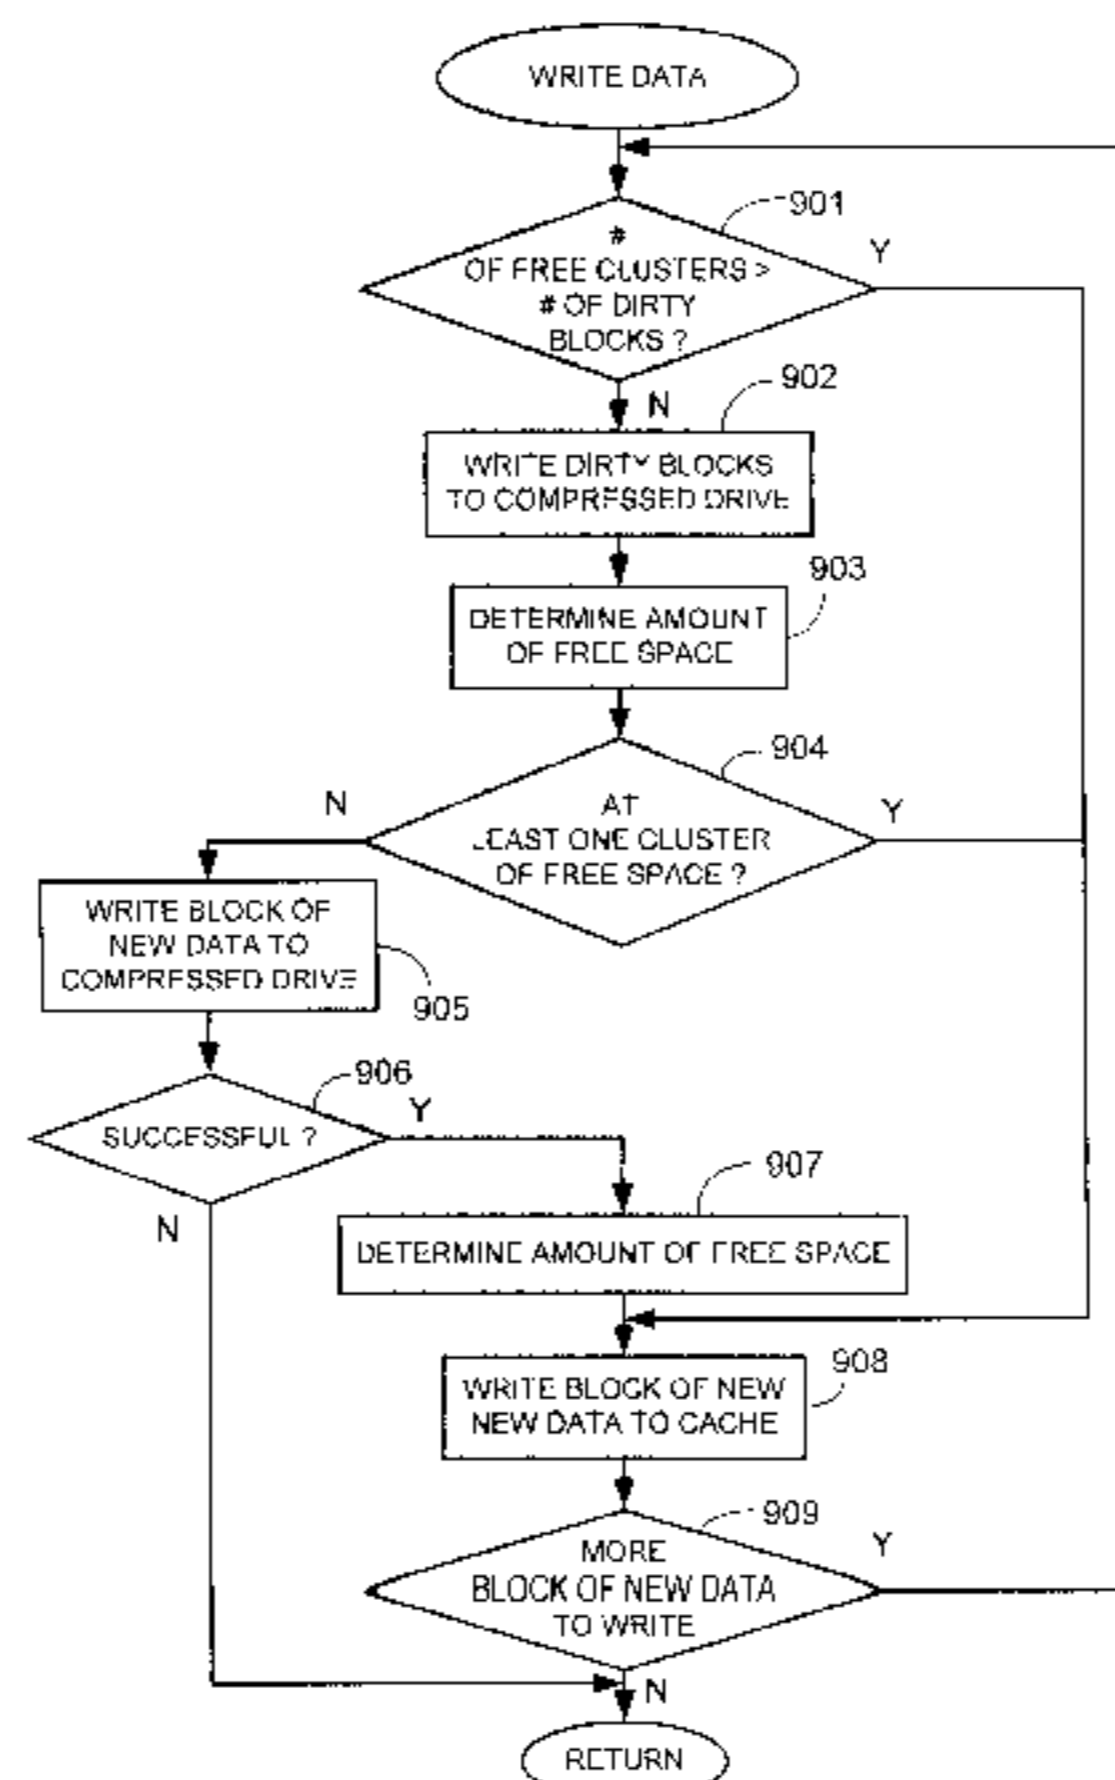 WRITE DATA
901
#
OF FREE CLUSTERS >
# OF DIRTY
BLOCKS ?
Y
N
902
WRITE DIRTY BLOCKS
TO COMPRESSED DRIVE
903
DETERMINE AMOUNT
OF FREE SPACE
904
N
AT
LEAST ONE CLUSTER
OF FREE SPACE ?
Y
WRITE BLOCK OF
NEW DATA TO
COMPRESSED DRIVE
905
906
SUCCESSFUL ?
Y
N
907
DETERMINE AMOUNT OF FREE SPACE
908
WRITE BLOCK OF NEW
NEW DATA TO CACHE
909
MORE
BLOCK OF NEW DATA
TO WRITE
Y
N
RETURN